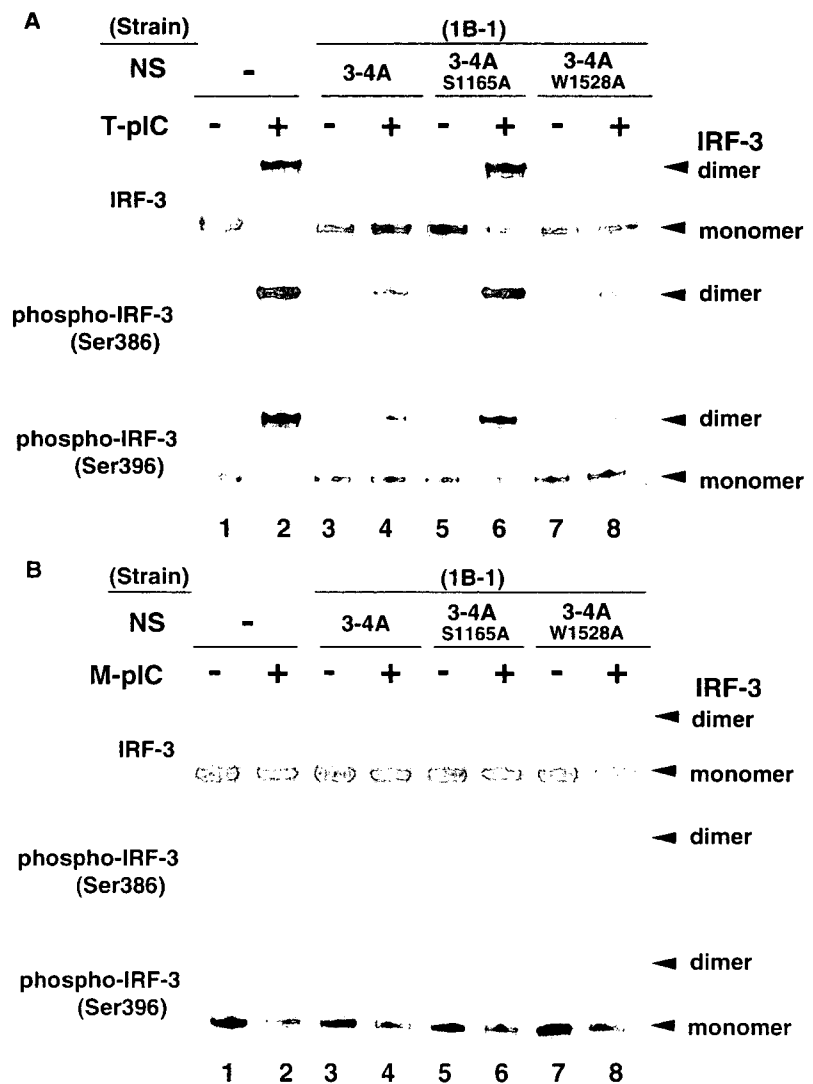 A
(Strain) (1B-1)
NS - 3-4A 3-4A S1165A 3-4A W1528A
T-pIC - + - + - + - +
IRF-3
dimer
IRF-3
monomer
dimer
phospho-IRF-3
(Ser386)
dimer
phospho-IRF-3
(Ser396)
monomer
1 2 3 4 5 6 7 8
B
(Strain) (1B-1)
NS - 3-4A 3-4A S1165A 3-4A W1528A
M-pIC - + - + - + - +
IRF-3
dimer
IRF-3
monomer
dimer
phospho-IRF-3
(Ser386)
dimer
phospho-IRF-3
(Ser396)
monomer
1 2 3 4 5 6 7 8